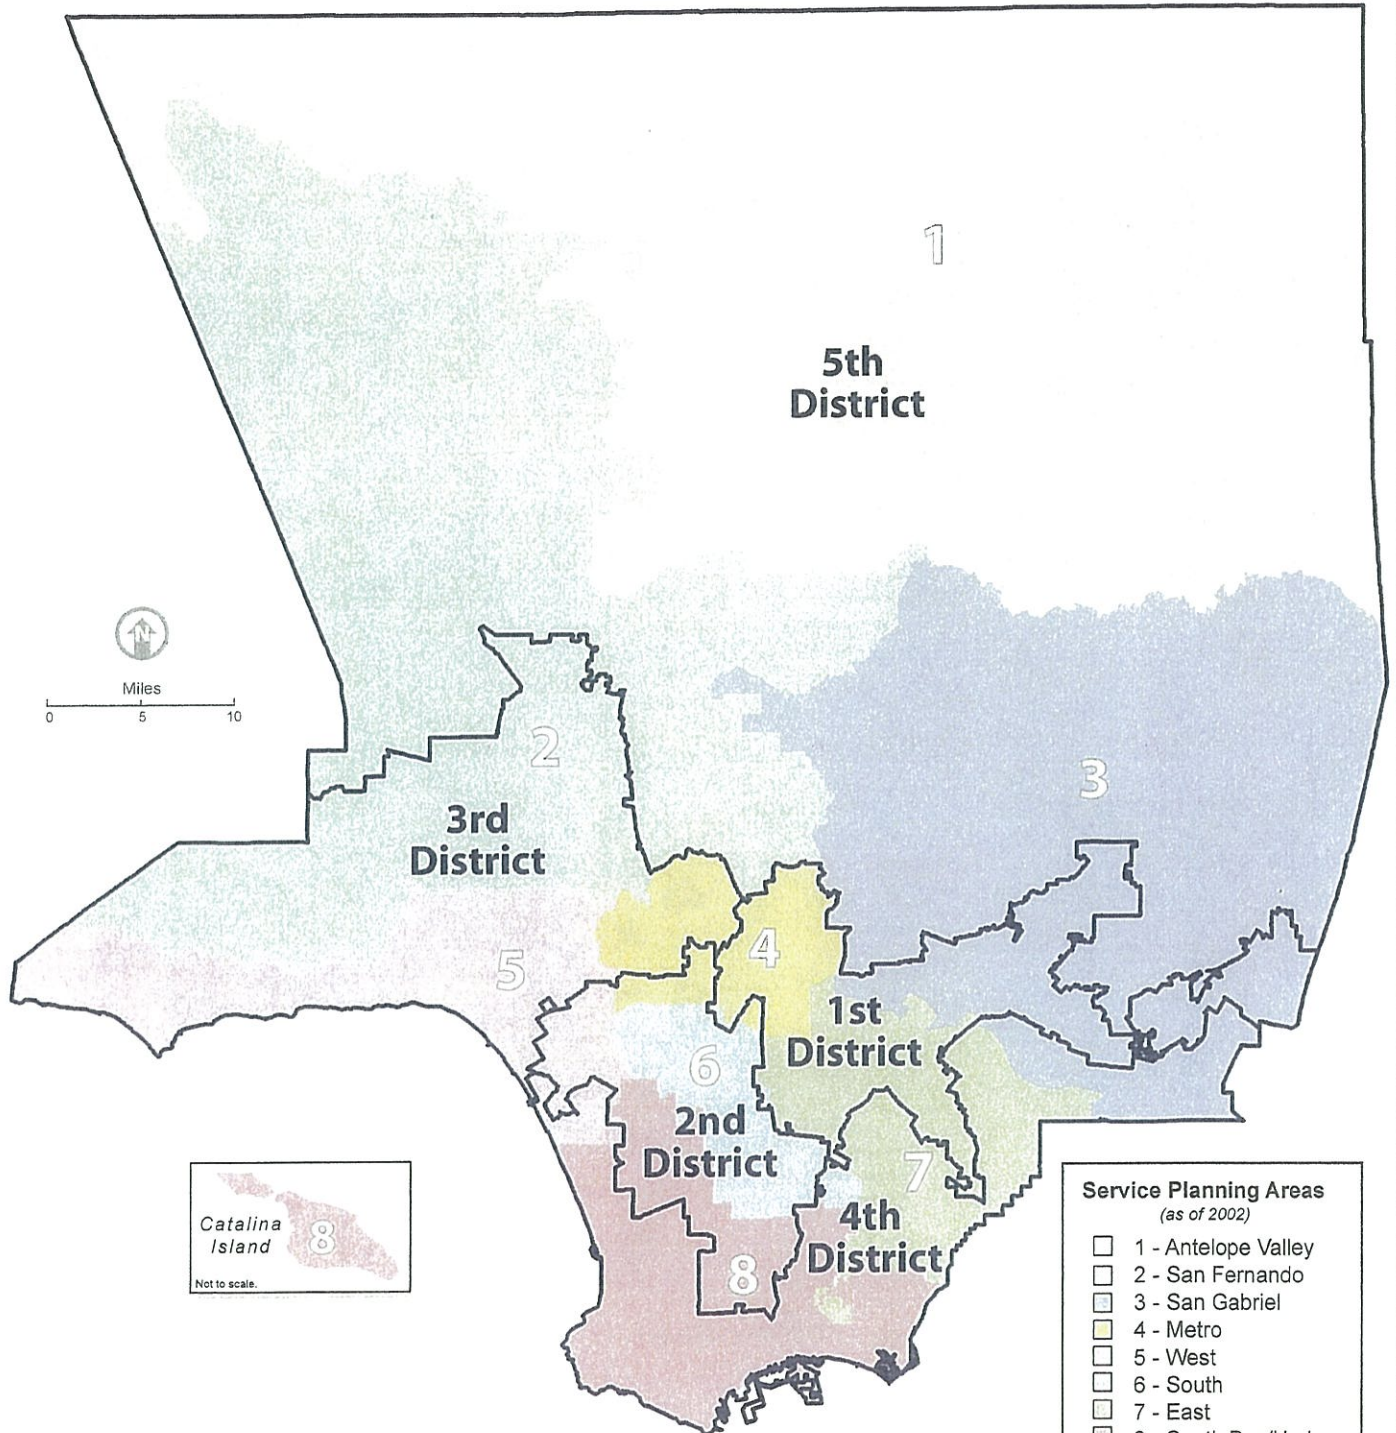 1
5th
District
N
Miles
0 5 10
2
3
3rd
District
4
5
1st
District
6
2nd
District
7
4th
District
8
Catalina
Island
8
Not to scale.
Service Planning Areas
(as of 2002)
1 - Antelope Valley
2 - San Fernando
3 - San Gabriel
4 - Metro
5 - West
6 - South
7 - East